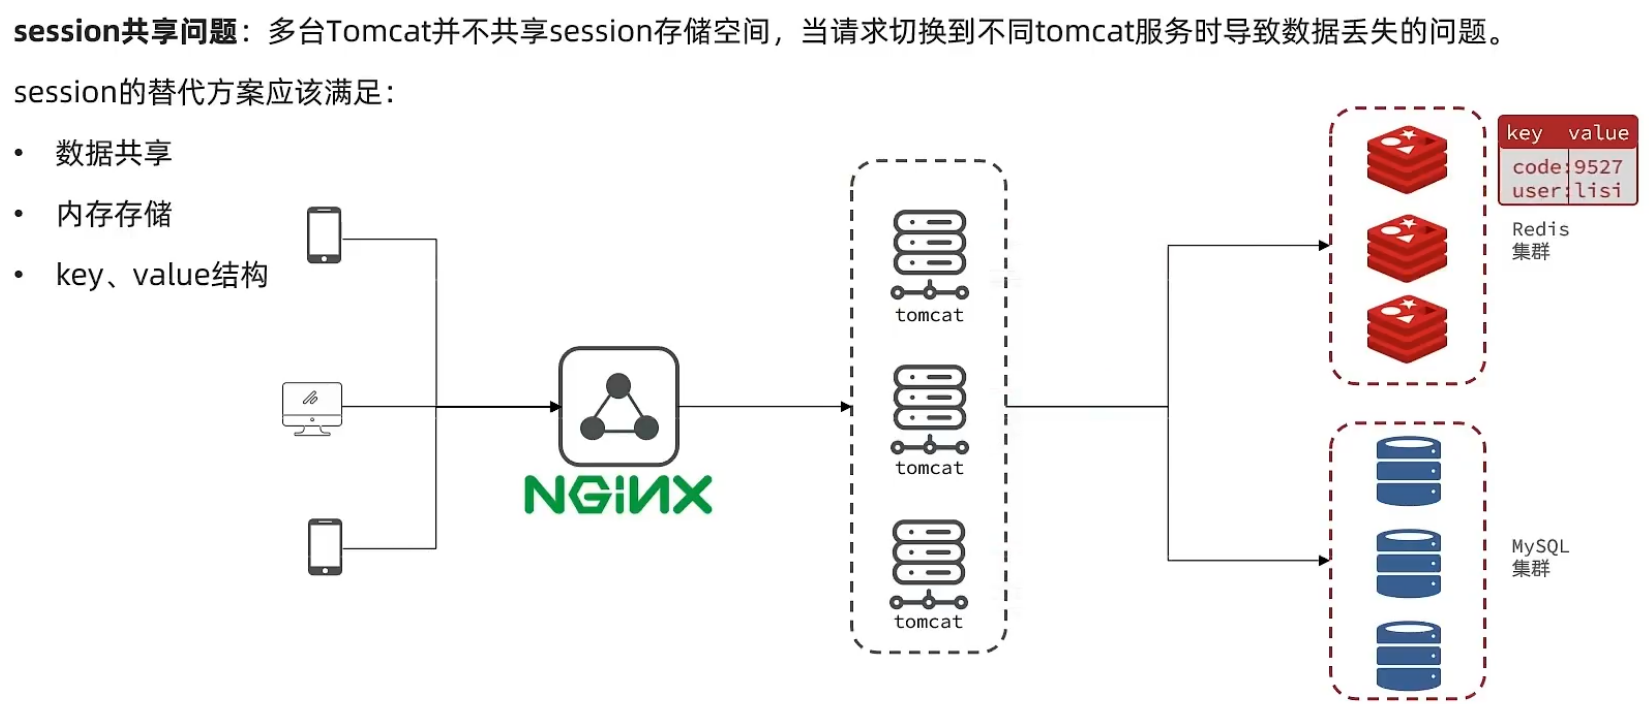 session共享问题：多台Tomcat并不共享session存储空间，当请求切换到不同tomcat服务时导致数据丢失的问题。
session的替代方案应该满足：
• 数据共享
• 内存存储
• key、value结构
NGINX
tomcat
tomcat
tomcat
key value
code:9527
user:lisi
Redis
集群
MySQL
集群